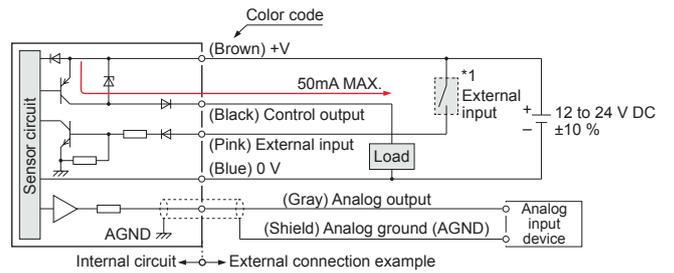 Color code
(Brown) +V
50mA MAX.
*1
External
input
(Black) Control output
+
12 to 24 V DC
–
±10 %
(Pink) External input
Load
Sensor circuit
(Blue) 0 V
(Gray) Analog output
Analog
input
device
(Shield) Analog ground (AGND)
AGND
Internal circuit
External connection example